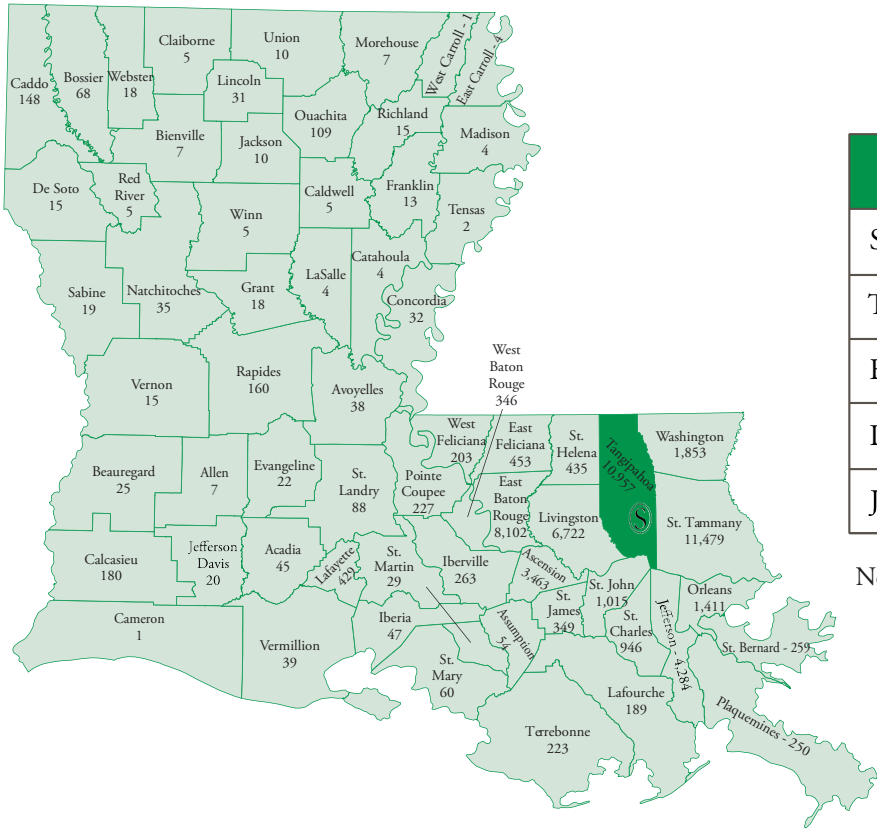 Caddo
148
Bossier
68
Webster
18
Claiborne
5
Union
10
Morehouse
7
West Carroll - 1
East Carroll - 4
Lincoln
31
Ouachita
109
Richland
15
Madison
4
Bienville
7
Jackson
10
De Soto
15
Red
River
5
Caldwell
5
Franklin
13
Tensas
2
Winn
5
Sabine
19
Natchitoches
35
Grant
18
LaSalle
4
Catahoula
4
Concordia
32
Vernon
15
Rapides
160
Avoyelles
38
West
Baton
Rouge
346
West
Feliciana
203
East
Feliciana
453
St.
Helena
435
Tangipahoa
10,957
S
Washington
1,853
Beauregard
25
Allen
7
Evangeline
22
St.
Landry
88
Pointe
Coupee
227
East
Baton
Rouge
8,102
Livingston
6,722
St. Tammany
11,479
Calcasieu
180
Jefferson
Davis
20
Acadia
45
Lafayette
429
St.
Martin
29
Iberville
263
Ascension
3,463
St. John
1,015
Orleans
1,411
Cameron
1
Vermillion
39
Iberia
47
St.
Mary
60
Assumption
54
St.
James
349
St.
Charles
946
Jefferson - 4,284
St. Bernard - 259
Terrebonne
223
Lafourche
189
Plaquemines - 250
S
T
J